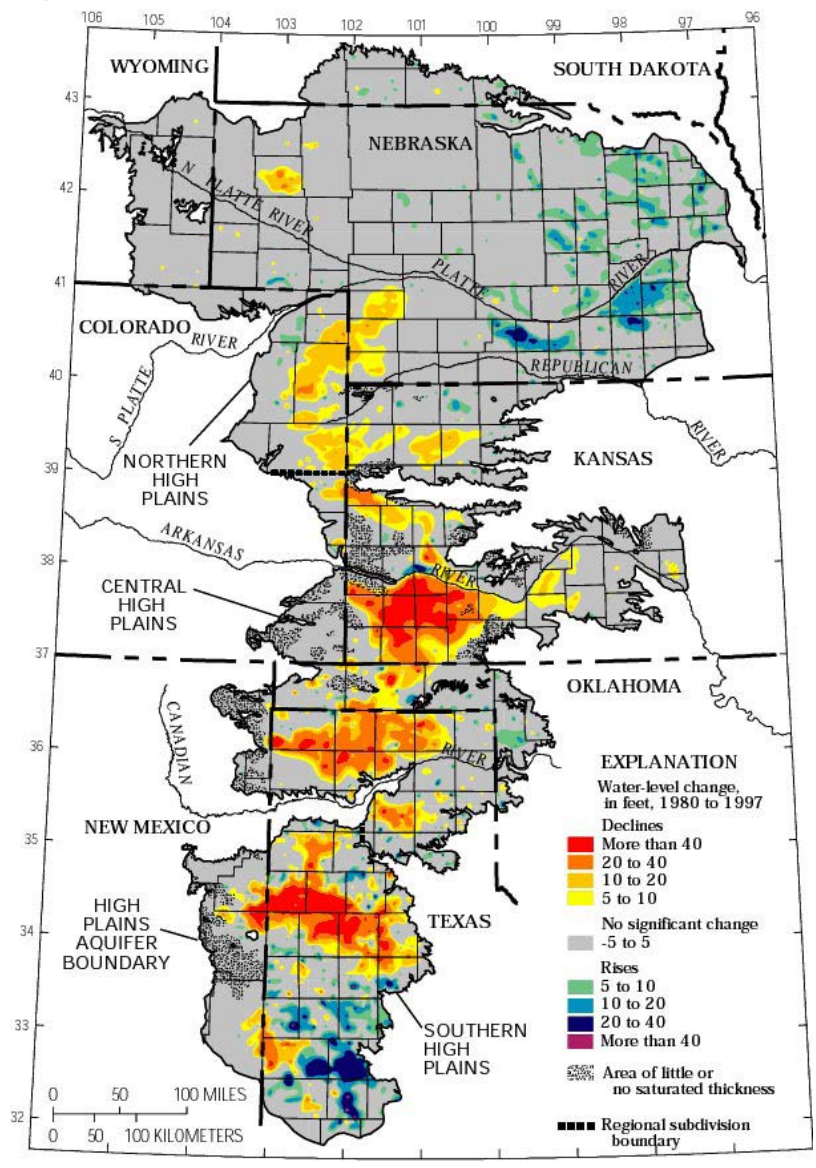 106
105
104
103
102
101
100
99
98
97
96
WYOMING
SOUTH DAKOTA
43
NEBRASKA
42
N PLATTE RIVER
PLATTE
RIVER
41
COLORADO
RIVER
S PLATTE
REPUBLICAN
RIVER
40
NORTHERN
HIGH
PLAINS
39
KANSAS
ARKANSAS
RIVER
38
CENTRAL
HIGH
PLAINS
37
OKLAHOMA
CANADIAN
RIVER
36
35
NEW MEXICO
HIGH
PLAINS
AQUIFER
BOUNDARY
TEXAS
34
33
SOUTHERN
HIGH
PLAINS
32
0 50 100 MILES
0 50 100 KILOMETERS
EXPLANATION
Water-level change,
in feet, 1980 to 1997
Declines
More than 40
20 to 40
10 to 20
5 to 10
No significant change
-5 to 5
Rises
5 to 10
10 to 20
20 to 40
More than 40
Area of little or
no saturated thickness
Regional subdivision
boundary